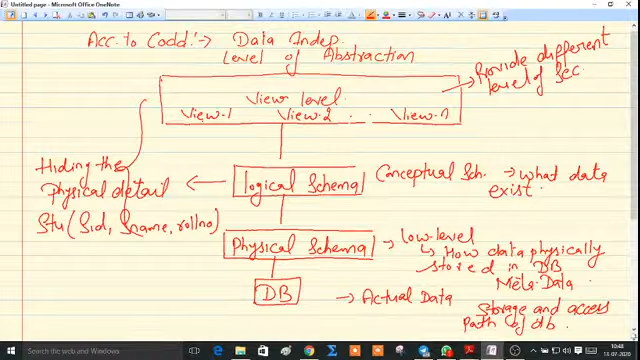 Untitled page - Microsoft Office OneNote
Acc. to Codd :→ Data Indep.
Level of Abstraction
Provide different
level of Sec.
View level.
View-1 View-2 . . . View-n
Hiding the
Physical detail
Stu( Sid, Sname, rollno)
logical Schema
Conceptual Sch. → what data
exist.
Physical Schema
→ low-level
↳ How data physically
stored in DB
→ Meta-Data
DB
→ Actual Data
Storage and access
path of db.
Search the web and Windows
10:48
14-07-2020